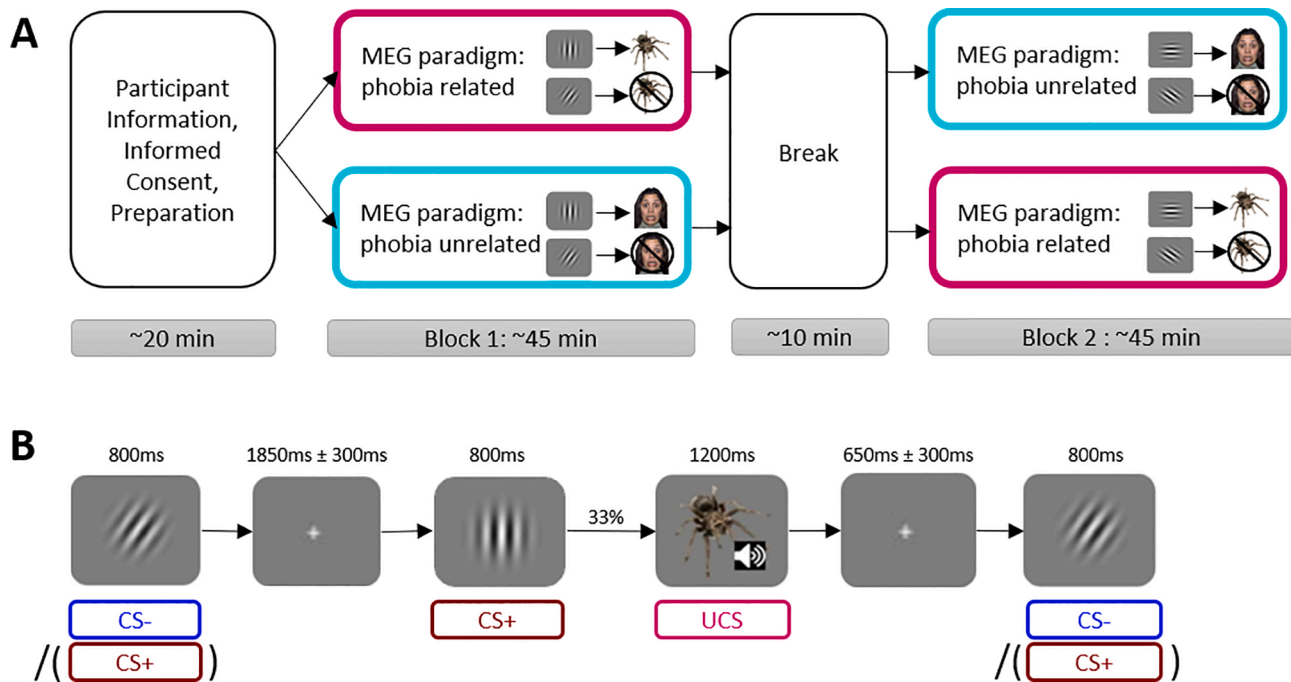 A
Participant
Information,
Informed
Consent,
Preparation
MEG paradigm:
phobia related
MEG paradigm:
phobia unrelated
Break
MEG paradigm:
phobia unrelated
MEG paradigm:
phobia related
~20 min
Block 1: ~45 min
~10 min
Block 2 : ~45 min
B
800ms
1850ms ± 300ms
800ms
33%
1200ms
650ms ± 300ms
800ms
CS-
/( CS+ )
CS+
UCS
CS-
/( CS+ )